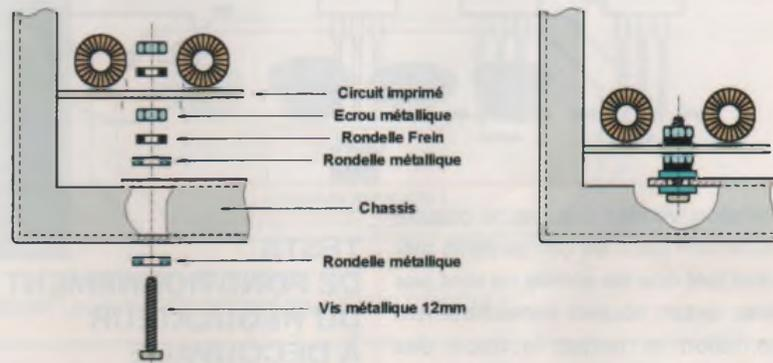 Circuit imprimé
Ecrou métallique
Rondelle Frein
Rondelle métallique
Chassis
Rondelle métallique
Vis métallique 12mm